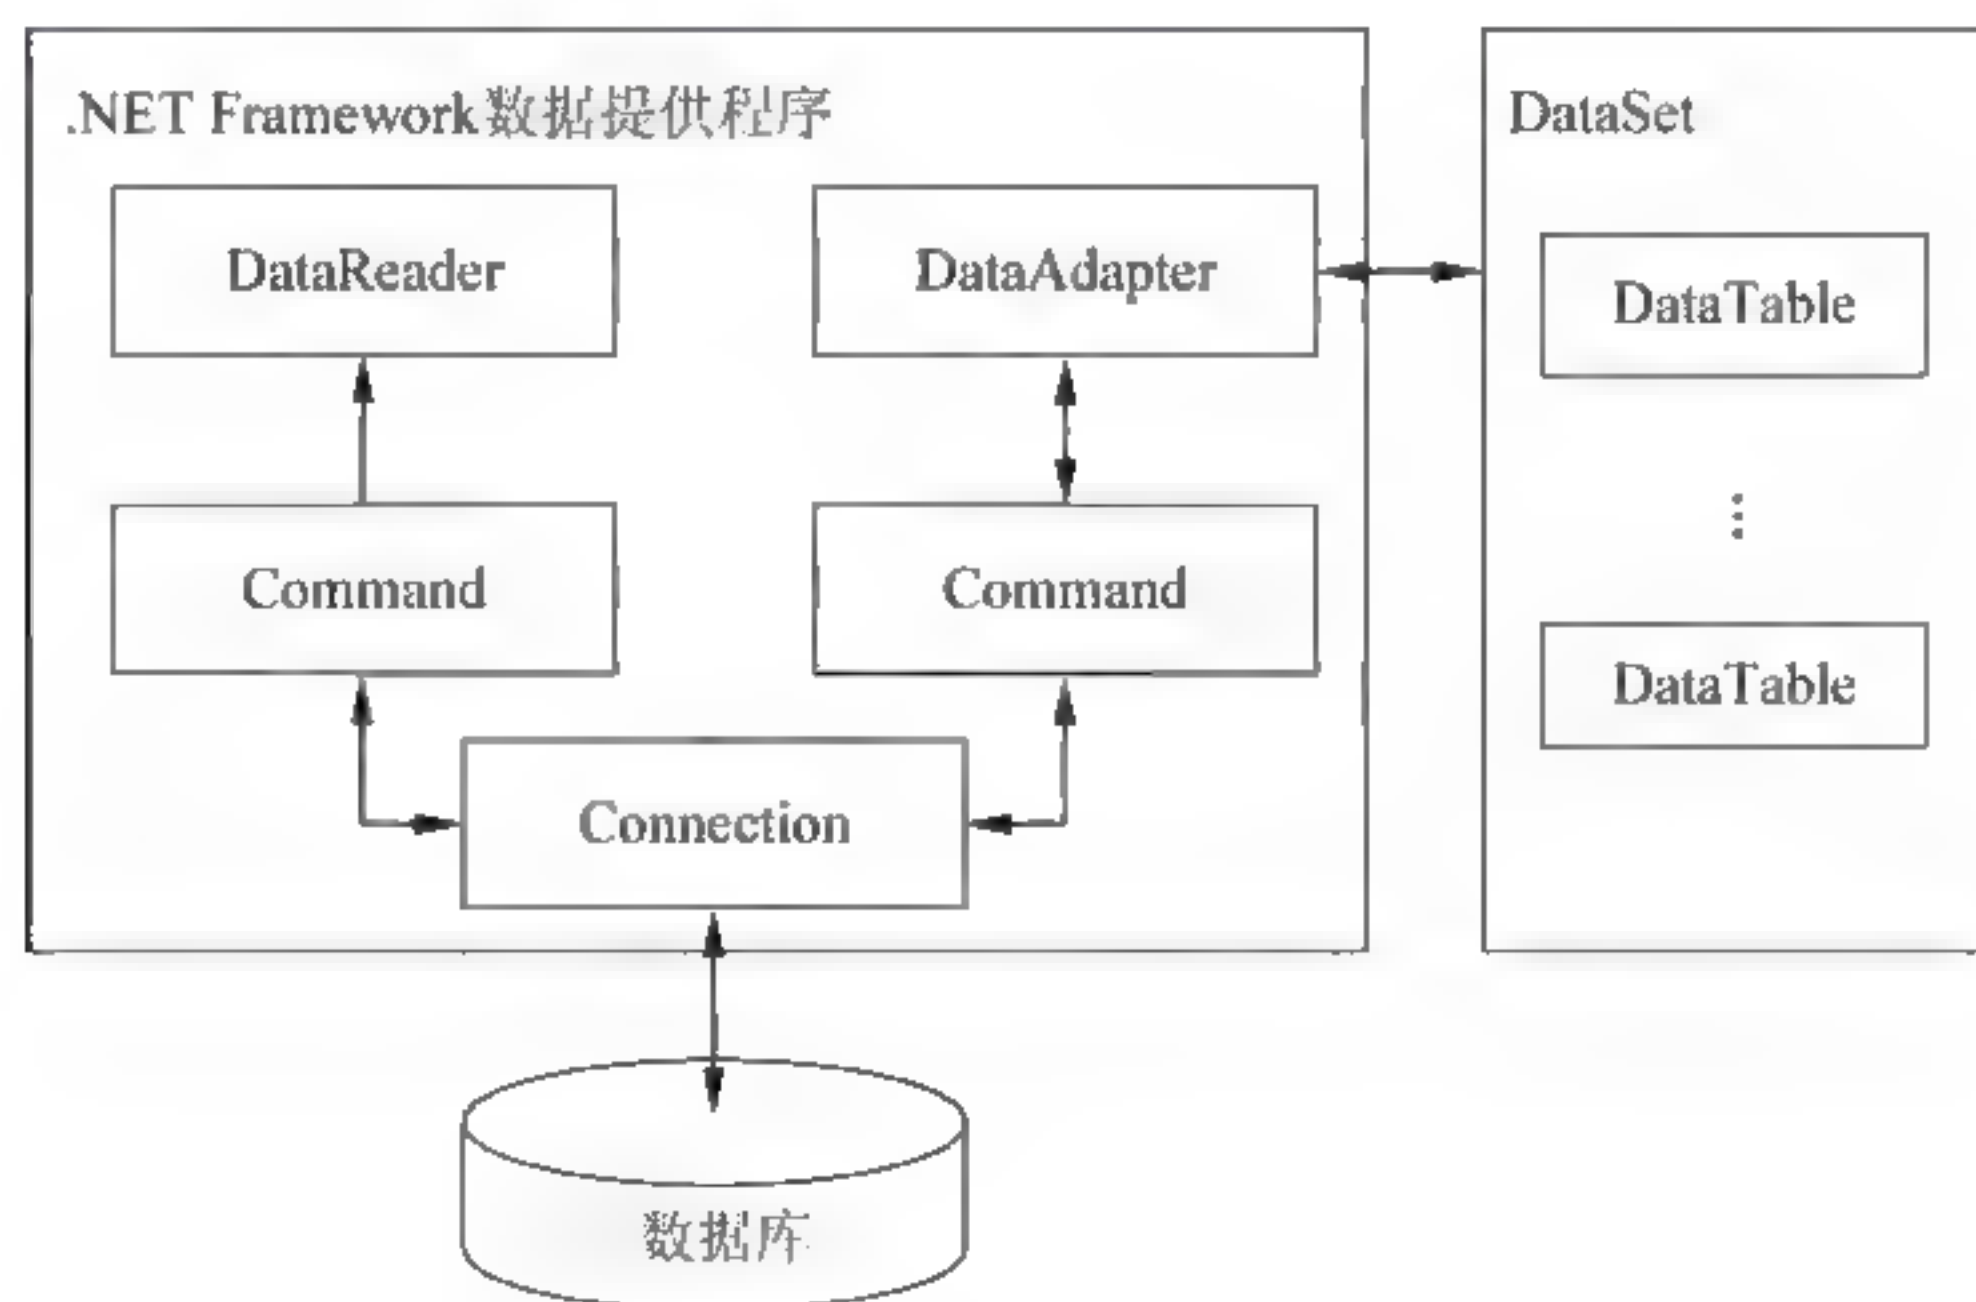 .NET Framework数据提供程序
DataSet
DataReader
DataAdapter
DataTable
Command
Command
DataTable
Connection
数据库